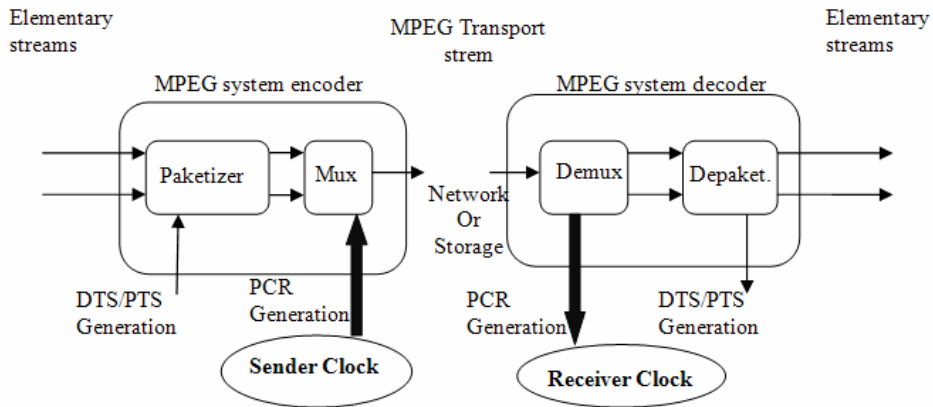 Elementary
streams
MPEG Transport
strem
Elementary
streams
MPEG system encoder
MPEG system decoder
Paketizer
Mux
Demux
Depaket.
Network
Or
Storage
DTS/PTS
Generation
PCR
Generation
PCR
Generation
DTS/PTS
Generation
Sender Clock
Receiver Clock